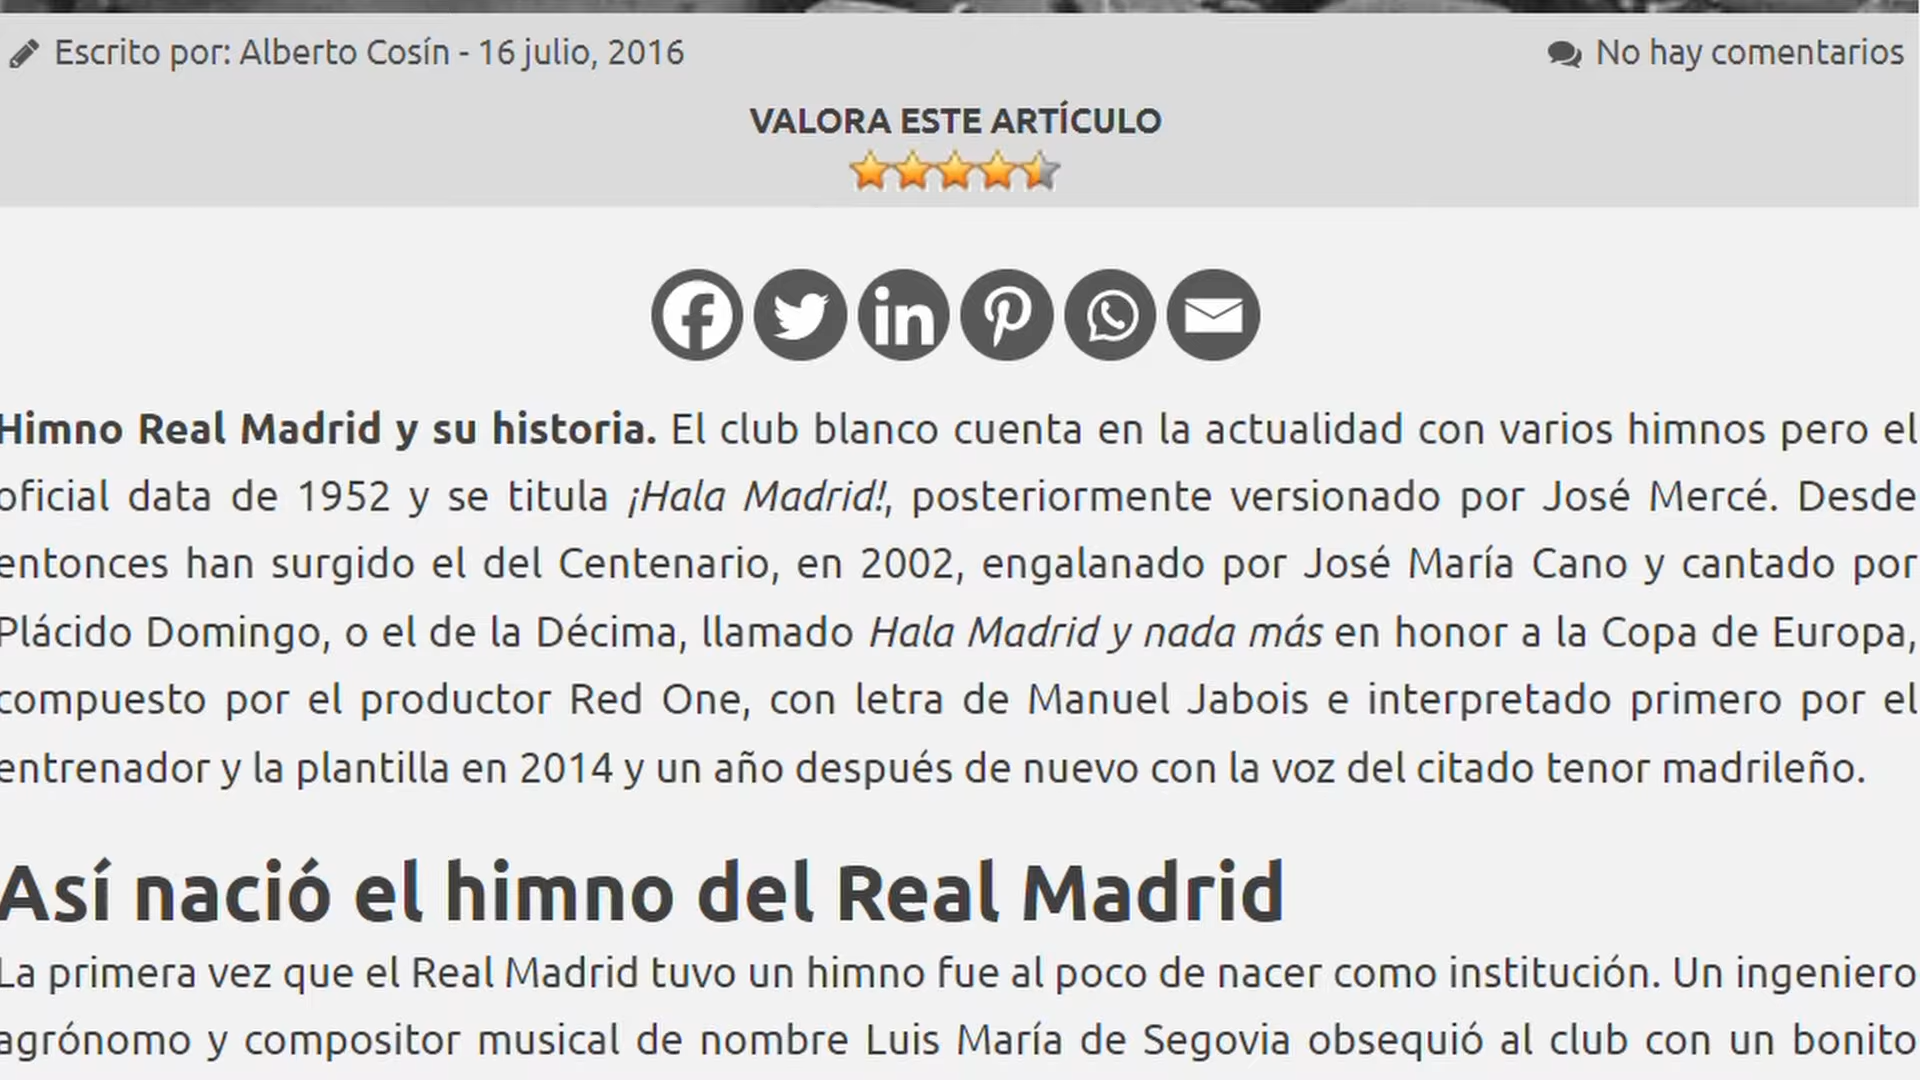 Escrito por: Alberto Cosín - 16 julio, 2016
No hay comentarios
VALORA ESTE ARTÍCULO
Himno Real Madrid y su historia. El club blanco cuenta en la actualidad con varios himnos pero el
oficial data de 1952 y se titula ¡Hala Madrid!, posteriormente versionado por José Mercé. Desde
entonces han surgido el del Centenario, en 2002, engalanado por José María Cano y cantado por
Plácido Domingo, o el de la Décima, llamado Hala Madrid y nada más en honor a la Copa de Europa,
compuesto por el productor Red One, con letra de Manuel Jabois e interpretado primero por el
entrenador y la plantilla en 2014 y un año después de nuevo con la voz del citado tenor madrileño.
Así nació el himno del Real Madrid
La primera vez que el Real Madrid tuvo un himno fue al poco de nacer como institución. Un ingeniero
agrónomo y compositor musical de nombre Luis María de Segovia obsequió al club con un bonito